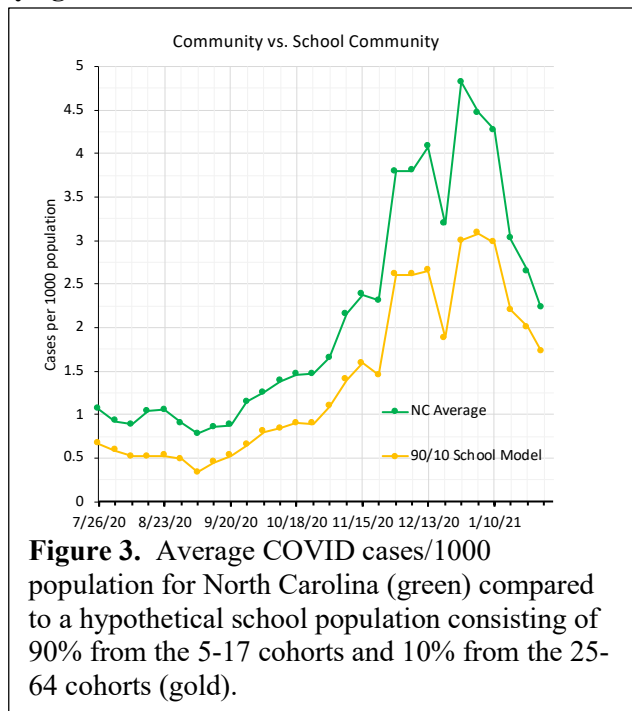 Community vs. School Community
5
4.5
4
3.5
3
2.5
2
1.5
1
0.5
0
Cases per 1000 population
NC Average
90/10 School Model
7/26/20 8/23/20 9/20/20 10/18/20 11/15/20 12/13/20 1/10/21
Figure 3. Average COVID cases/1000
population for North Carolina (green) compared
to a hypothetical school population consisting of
90% from the 5-17 cohorts and 10% from the 25-
64 cohorts (gold).